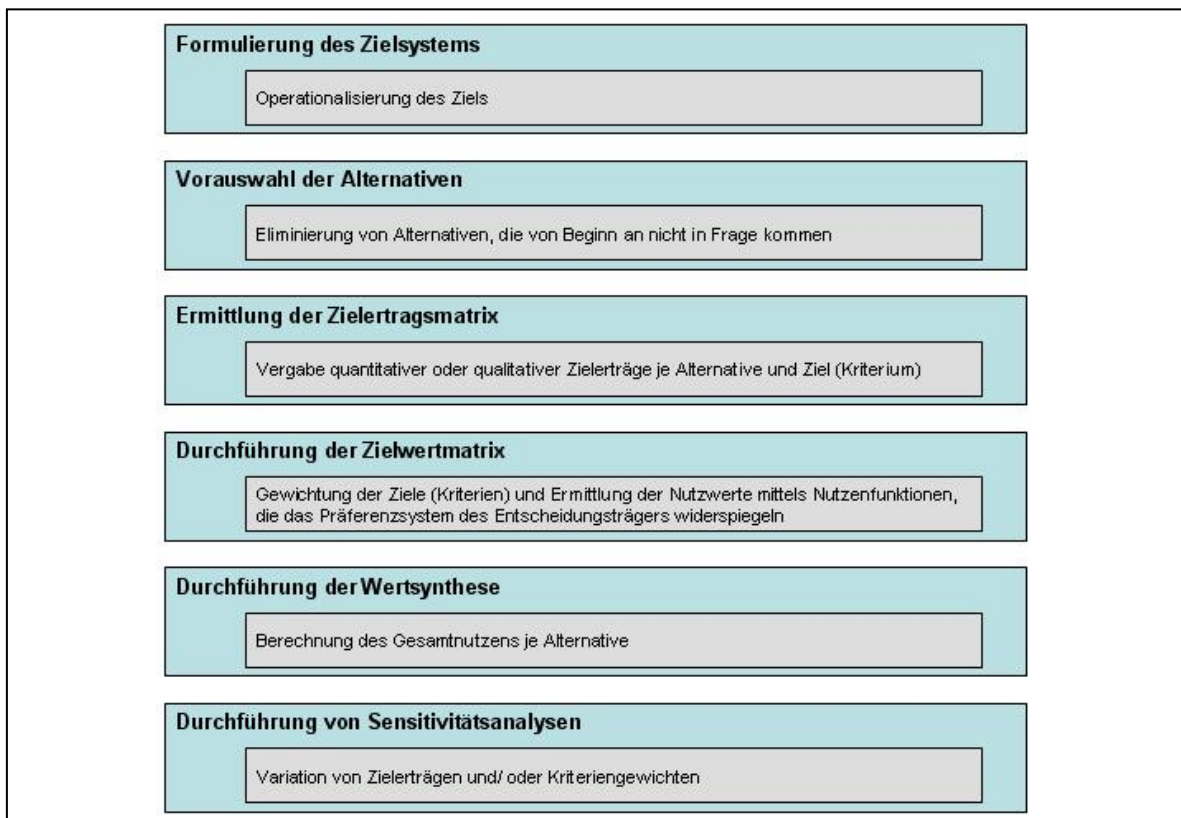 Formulierung des Zielsystems
Operationalisierung des Ziels
Vorauswahl der Alternativen
Eliminierung von Alternativen, die von Beginn an nicht in Frage kommen
Ermittlung der Zielertragsmatrix
Vergabe quantitativer oder qualitativer Zielerträge je Alternative und Ziel (Kriterium)
Durchführung der Zielwertmatrix
Gewichtung der Ziele (Kriterien) und Ermittlung der Nutzwerte mittels Nutzenfunktionen,
die das Präferenzsystem des Entscheidungsträgers widerspiegeln
Durchführung der Wertsynthese
Berechnung des Gesamtnutzens je Alternative
Durchführung von Sensitivitätsanalysen
Variation von Zielerträgen und/ oder Kriteriengewichten